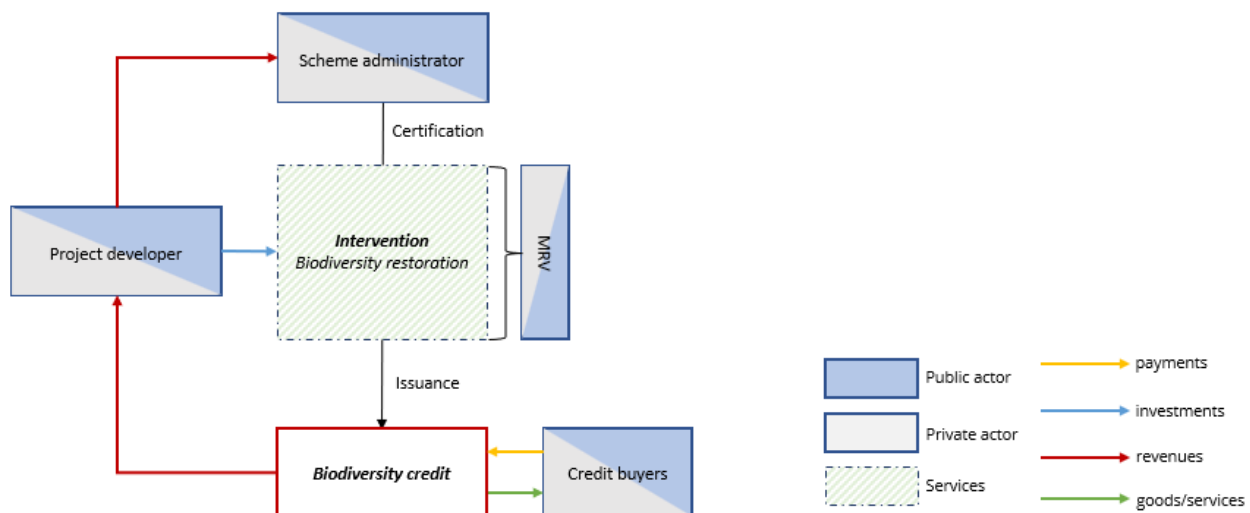 Scheme administrator
Certification
Project developer
Intervention
Biodiversity restoration
MRV
Issuance
Biodiversity credit
Credit buyers
Public actor
Private actor
Services
payments
investments
revenues
goods/services